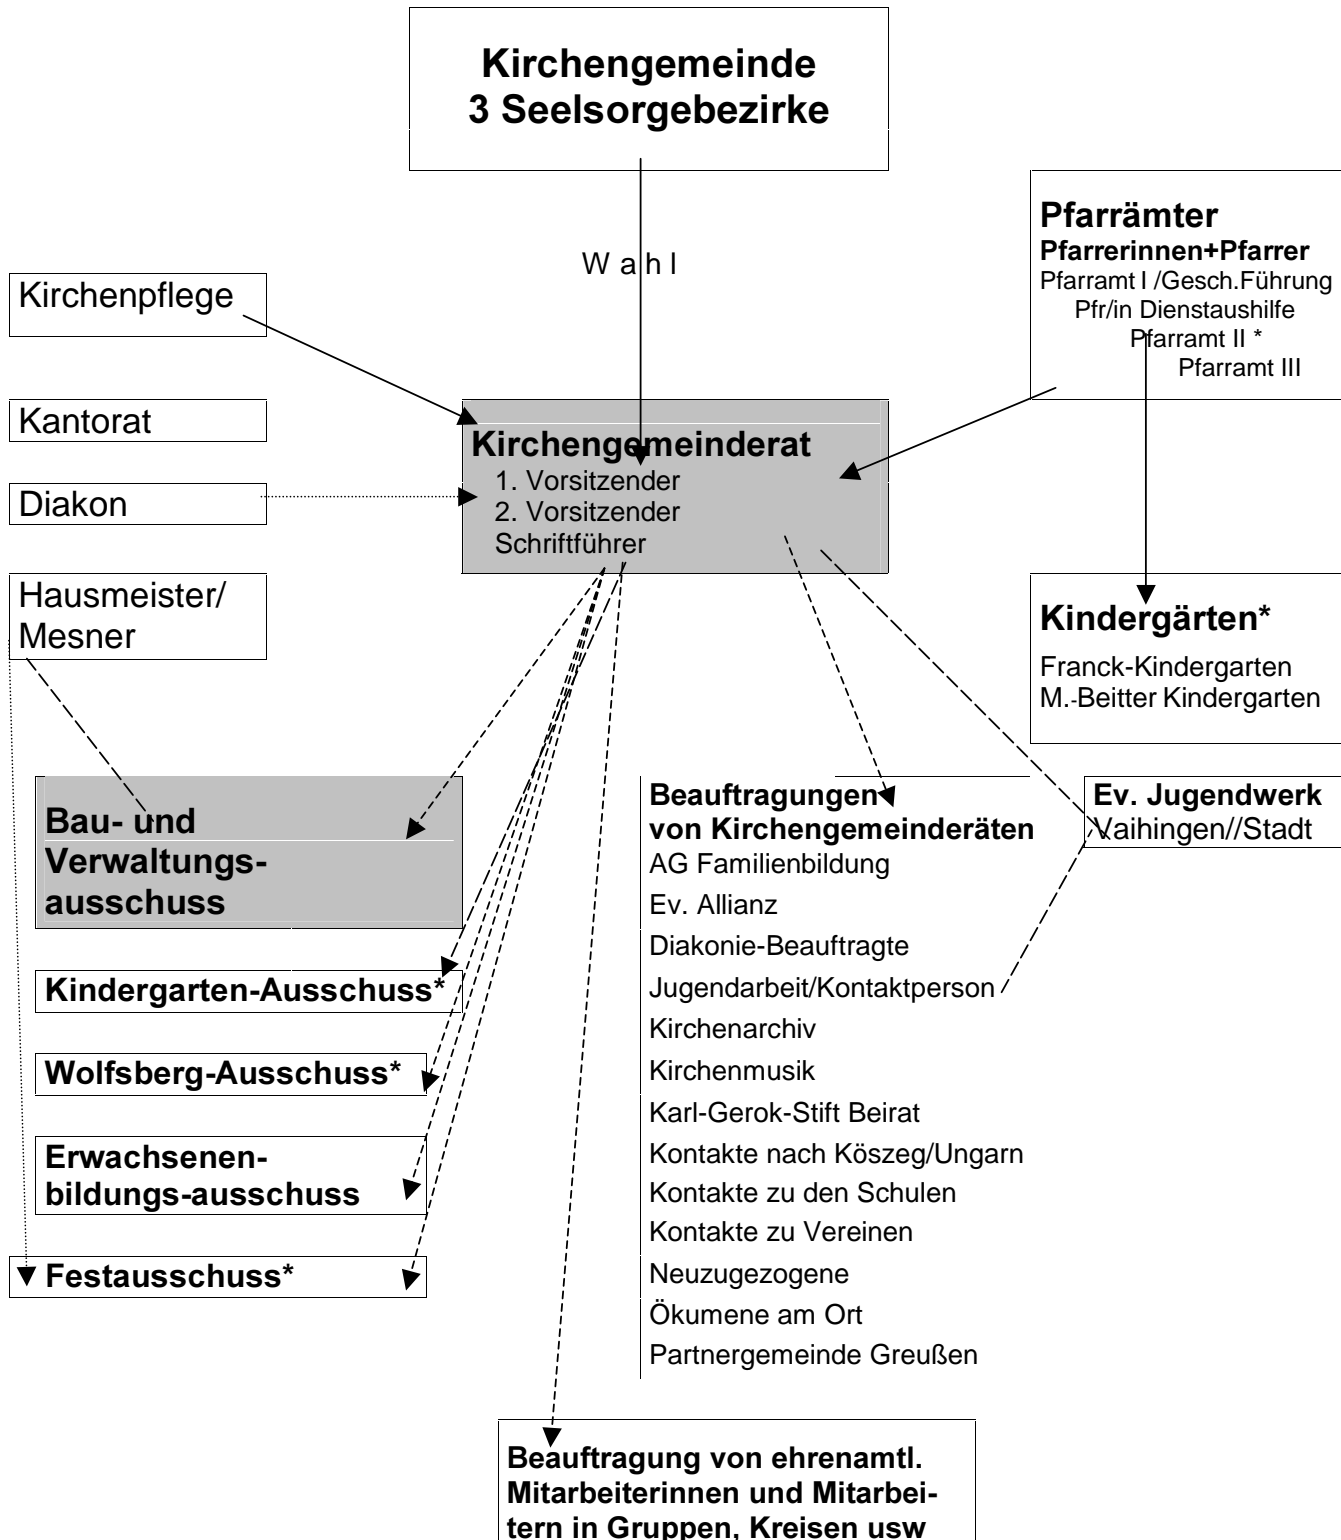 Kirchengemeinde
3 Seelsorgebezirke
Wahl
Pfarrämter
Pfarrerinnen+Pfarrer
Pfarramt I /Gesch.Führung
Pfr/in Dienstaushilfe
Pfarramt II *
Pfarramt III
Kirchenpflege
Kantorat
Diakon
Hausmeister/
Mesner
Kirchengemeinderat
1. Vorsitzender
2. Vorsitzender
Schriftführer
Kindergärten*
Franck-Kindergarten
M.-Beitter Kindergarten
Bau- und
Verwaltungs-
ausschuss
Kindergarten-Ausschuss*
Wolfsberg-Ausschuss*
Erwachsenen-
bildungs-ausschuss
Festausschuss*
Beauftragungen
von Kirchengemeinderäten
AG Familienbildung
Ev. Allianz
Diakonie-Beauftragte
Jugendarbeit/Kontaktperson
Kirchenarchiv
Kirchenmusik
Karl-Gerok-Stift Beirat
Kontakte nach Köszeg/Ungarn
Kontakte zu den Schulen
Kontakte zu Vereinen
Neuzugezogene
Ökumene am Ort
Partnergemeinde Greußen
Ev. Jugendwerk
Vaihingen//Stadt
Beauftragung von ehrenamtl.
Mitarbeiterinnen und Mitarbei-
tern in Gruppen, Kreisen usw